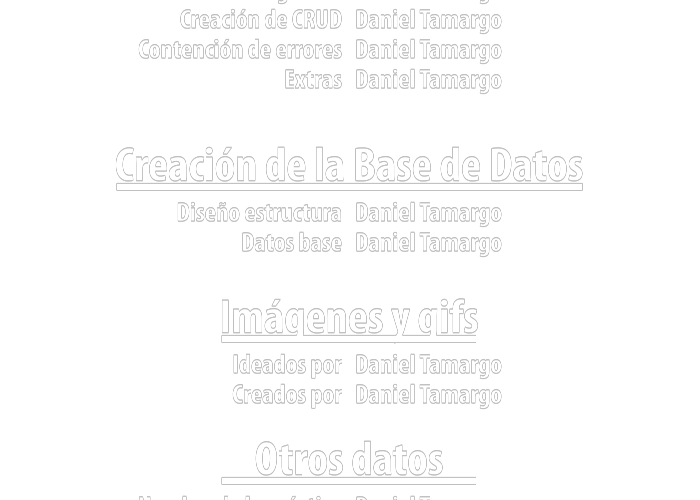 Creación de CRUD Daniel Tamargo
Contención de errores Daniel Tamargo
Extras Daniel Tamargo
Creación de la Base de Datos
Diseño estructura Daniel Tamargo
Datos base Daniel Tamargo
Imágenes y gifs
Ideados por Daniel Tamargo
Creados por Daniel Tamargo
Otros datos